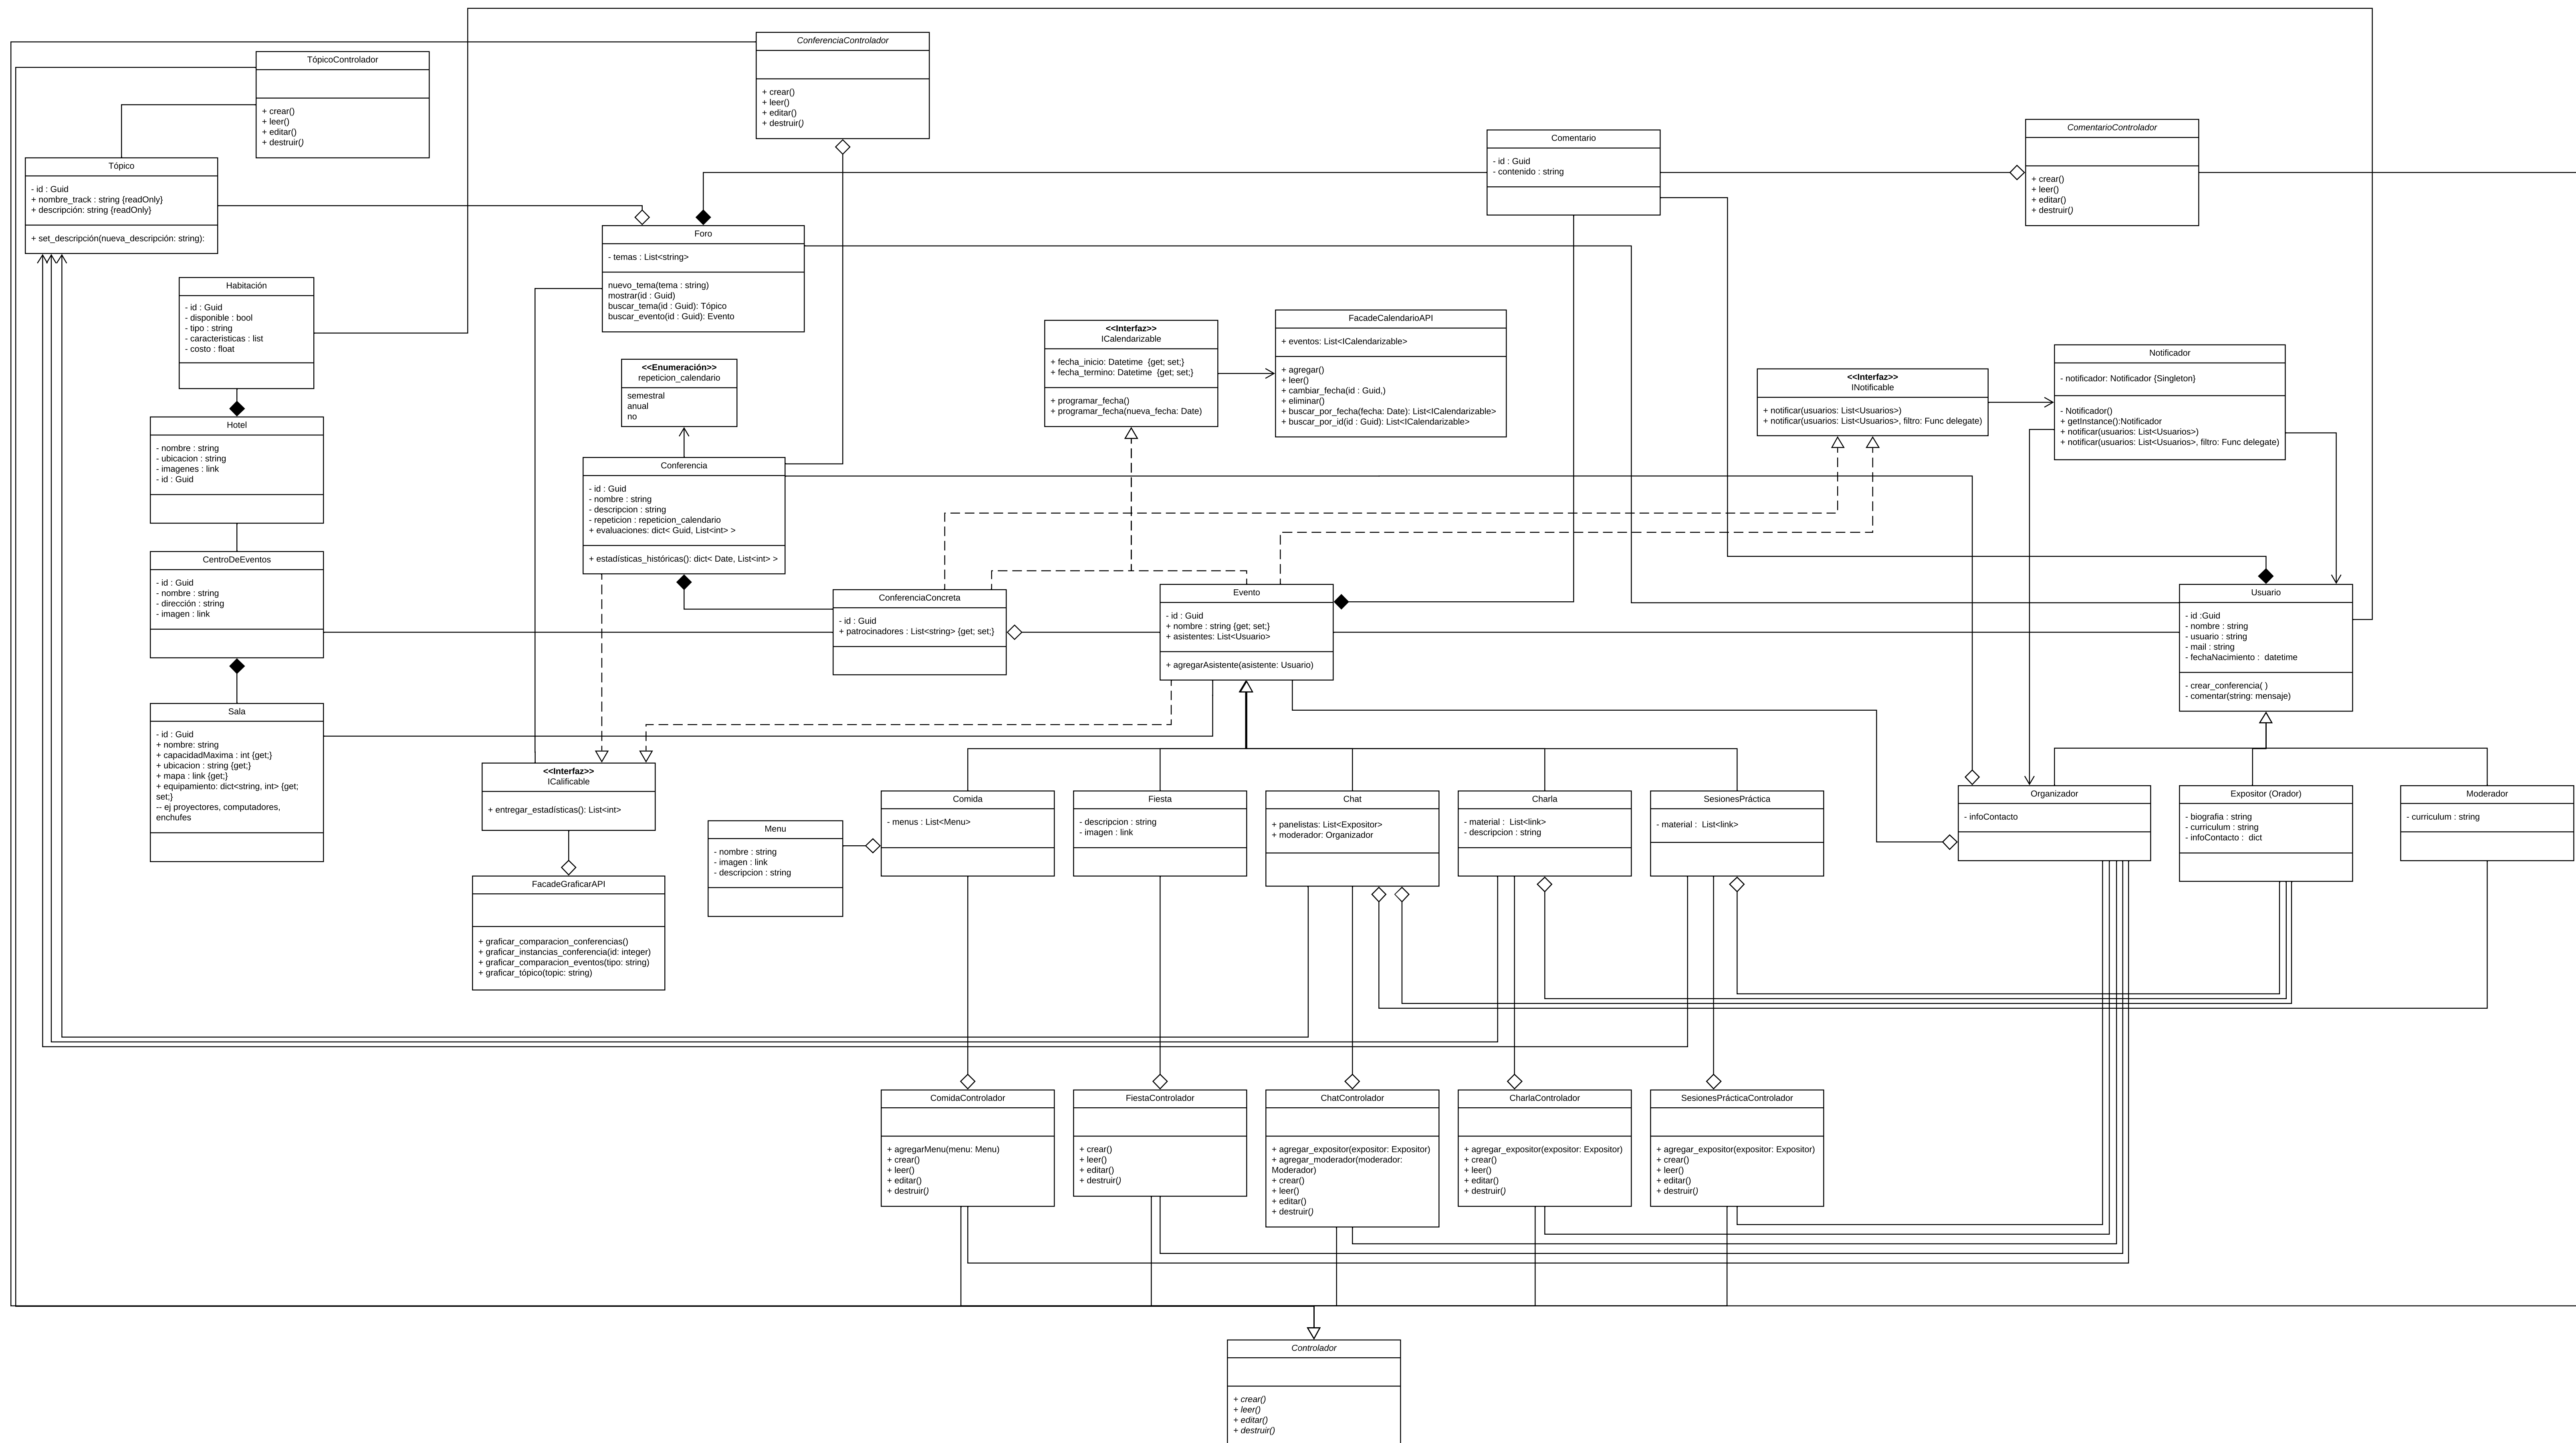 ConferenciaControlador
+ crear()
+ leer()
+ editar()
+ destruir()
TópicoControlador
+ crear()
+ leer()
+ editar()
+ destruir()
ComentarioControlador
+ crear()
+ leer()
+ editar()
+ destruir()
Comentario
- id : Guid
- contenido : string
Tópico
- id : Guid
+ nombre_track : string {readOnly}
+ descripción: string {readOnly}
+ set_descripción(nueva_descripción: string):
Foro
- temas : List<string>
nuevo_tema(tema : string)
mostrar(id : Guid)
buscar_tema(id : Guid): Tópico
buscar_evento(id : Guid): Evento
Habitación
- id : Guid
- disponible : bool
- tipo : string
- caracteristicas : list
- costo : float
<<Enumeración>>
repeticion_calendario
semestral
anual
no
<<Interfaz>>
ICalendarizable
+ fecha_inicio: Datetime  {get; set;}
+ fecha_termino: Datetime  {get; set;}
+ programar_fecha()
+ programar_fecha(nueva_fecha: Date)
FacadeCalendarioAPI
+ eventos: List<ICalendarizable>
+ agregar()
+ leer()
+ cambiar_fecha(id : Guid,)
+ eliminar()
+ buscar_por_fecha(fecha: Date): List<ICalendarizable>
+ buscar_por_id(id : Guid): List<ICalendarizable>
<<Interfaz>>
INotificable
+ notificar(usuarios: List<Usuarios>)
+ notificar(usuarios: List<Usuarios>, filtro: Func delegate)
Notificador
- notificador: Notificador {Singleton}
- Notificador()
+ getInstance():Notificador
+ notificar(usuarios: List<Usuarios>)
+ notificar(usuarios: List<Usuarios>, filtro: Func delegate)
Hotel
- nombre : string
- ubicacion : string
- imagenes : link
- id : Guid
Conferencia
- id : Guid
- nombre : string
- descripcion : string
- repeticion : repeticion_calendario
+ evaluaciones: dict< Guid, List<int> >
+ estadísticas_históricas(): dict< Date, List<int> >
CentroDeEventos
- id : Guid
- nombre : string
- dirección : string
- imagen : link
ConferenciaConcreta
- id : Guid
+ patrocinadores : List<string> {get; set;}
Evento
- id : Guid
+ nombre : string {get; set;}
+ asistentes: List<Usuario>
+ agregarAsistente(asistente: Usuario)
Usuario
- id :Guid
- nombre : string
- usuario : string
- mail : string
- fechaNacimiento :  datetime
- crear_conferencia( )
- comentar(string: mensaje)
Sala
- id : Guid
+ nombre: string
+ capacidadMaxima : int {get;}
+ ubicacion : string {get;}
+ mapa : link {get;}
+ equipamiento: dict<string, int> {get;
set;}
-- ej proyectores, computadores,
enchufes
<<Interfaz>>
ICalificable
+ entregar_estadísticas(): List<int>
Menu
- nombre : string
- imagen : link
- descripcion : string
Comida
- menus : List<Menu>
Fiesta
- descripcion : string
- imagen : link
Chat
+ panelistas: List<Expositor>
+ moderador: Organizador
Charla
- material :  List<link>
- descripcion : string
SesionesPráctica
- material :  List<link>
Organizador
- infoContacto
Expositor (Orador)
- biografia : string
- curriculum : string
- infoContacto :  dict
Moderador
- curriculum : string
FacadeGraficarAPI
+ graficar_comparacion_conferencias()
+ graficar_instancias_conferencia(id: integer)
+ graficar_comparacion_eventos(tipo: string)
+ graficar_tópico(topic: string)
ComidaControlador
+ agregarMenu(menu: Menu)
+ crear()
+ leer()
+ editar()
+ destruir()
FiestaControlador
+ crear()
+ leer()
+ editar()
+ destruir()
ChatControlador
+ agregar_expositor(expositor: Expositor)
+ agregar_moderador(moderador:
Moderador)
+ crear()
+ leer()
+ editar()
+ destruir()
CharlaControlador
+ agregar_expositor(expositor: Expositor)
+ crear()
+ leer()
+ editar()
+ destruir()
SesionesPrácticaControlador
+ agregar_expositor(expositor: Expositor)
+ crear()
+ leer()
+ editar()
+ destruir()
Controlador
+ crear()
+ leer()
+ editar()
+ destruir()